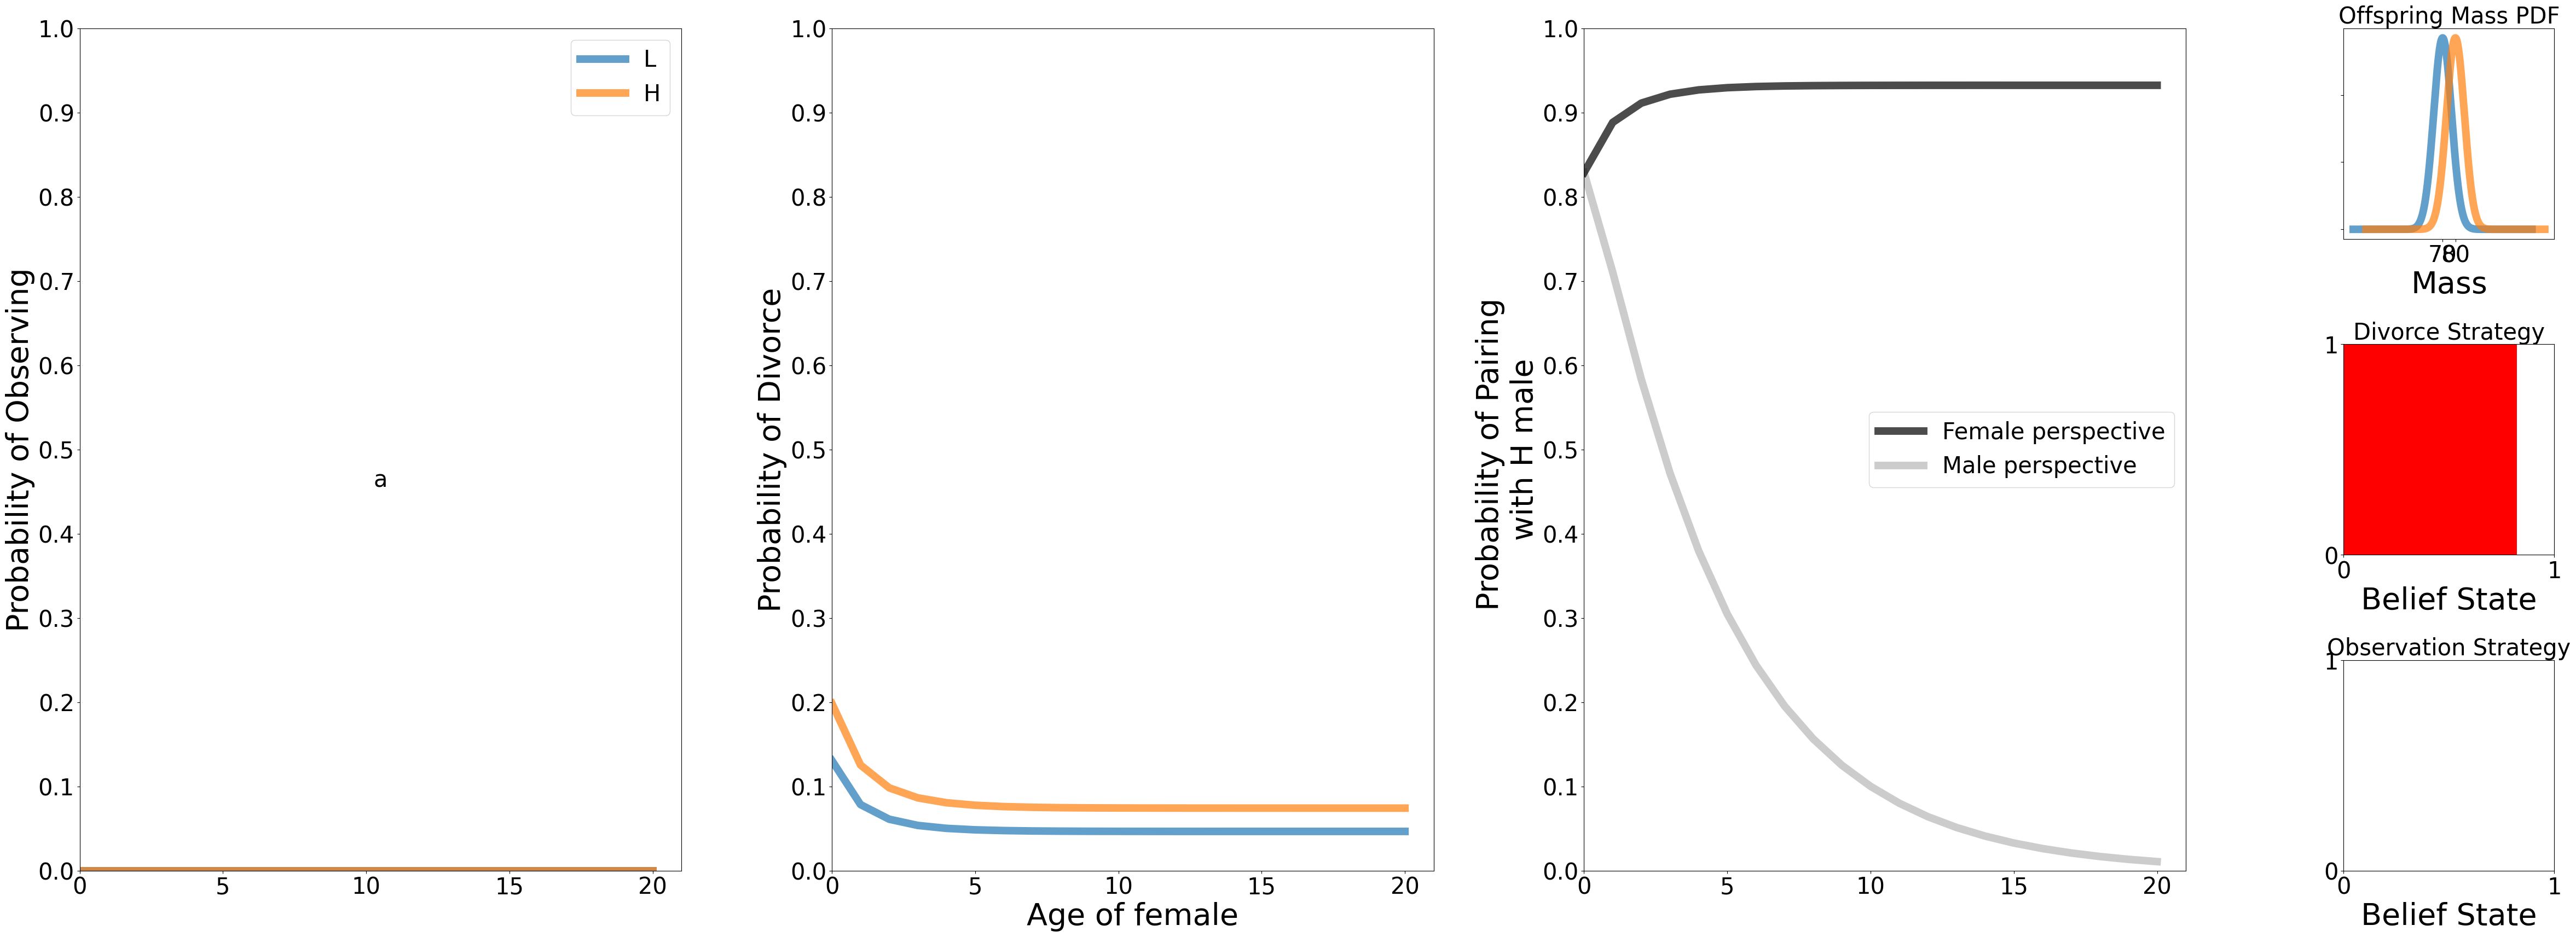 Probability of Observing
1.0
0.9
0.8
0.7
0.6
0.5
0.4
0.3
0.2
0.1
0.0
0 5 10 15 20
L
H
a
Probability of Divorce
1.0
0.9
0.8
0.7
0.6
0.5
0.4
0.3
0.2
0.1
0.0
0 5 10 15 20
Age of female
Probability of Pairing
with H male
1.0
0.9
0.8
0.7
0.6
0.5
0.4
0.3
0.2
0.1
0.0
0 5 10 15 20
Female perspective
Male perspective
Offspring Mass PDF
Mass
Divorce Strategy
1
0
0 1
Belief State
Observation Strategy
1
0
0 1
Belief State